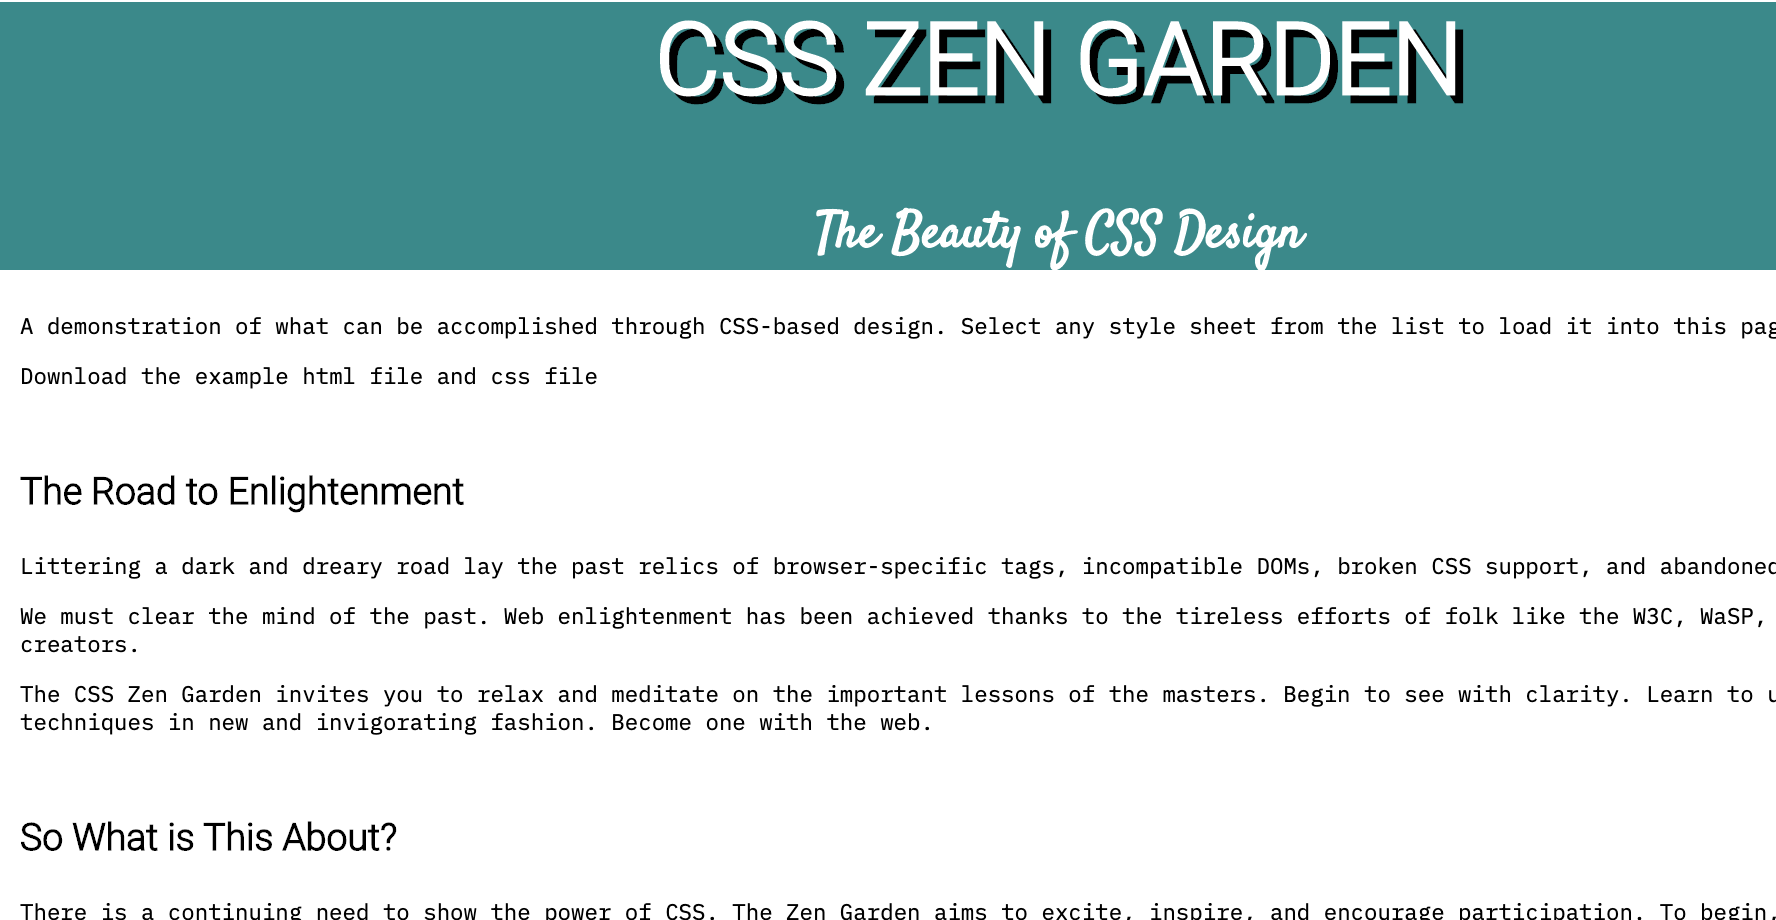 CSS ZEN GARDEN
The Beauty of CSS Design
A demonstration of what can be accomplished through CSS-based design. Select any style sheet from the list to load it into this
Download the example html file and css file
The Road to Enlightenment
Littering a dark and dreary road lay the past relics of browser-specific tags, incompatible DOMs, broken CSS support, and abandoned
We must clear the mind of the past. Web enlightenment has been achieved thanks to the tireless efforts of folk like the W3C, WaSP,
creators.
The CSS Zen Garden invites you to relax and meditate on the important lessons of the masters. Begin to see with clarity. Learn to
techniques in new and invigorating fashion. Become one with the web.
So What is This About?
There is a continuing need to show the power of CSS. The Zen Garden aims to excite, inspire, and encourage participation. To begin,